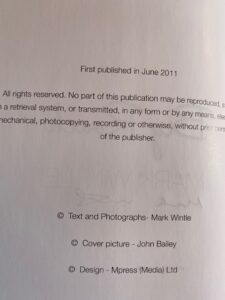 First published in June 2011
All rights reserved. No part of this publication may be reproduced,
a retrieval system, or transmitted, in any form or by any means,
mechanical, photocopying, recording or otherwise, without prior
of the publisher.
© Text and Photographs- Mark Wintle
© Cover picture - John Bailey
© Design - Mpress (Media) Ltd